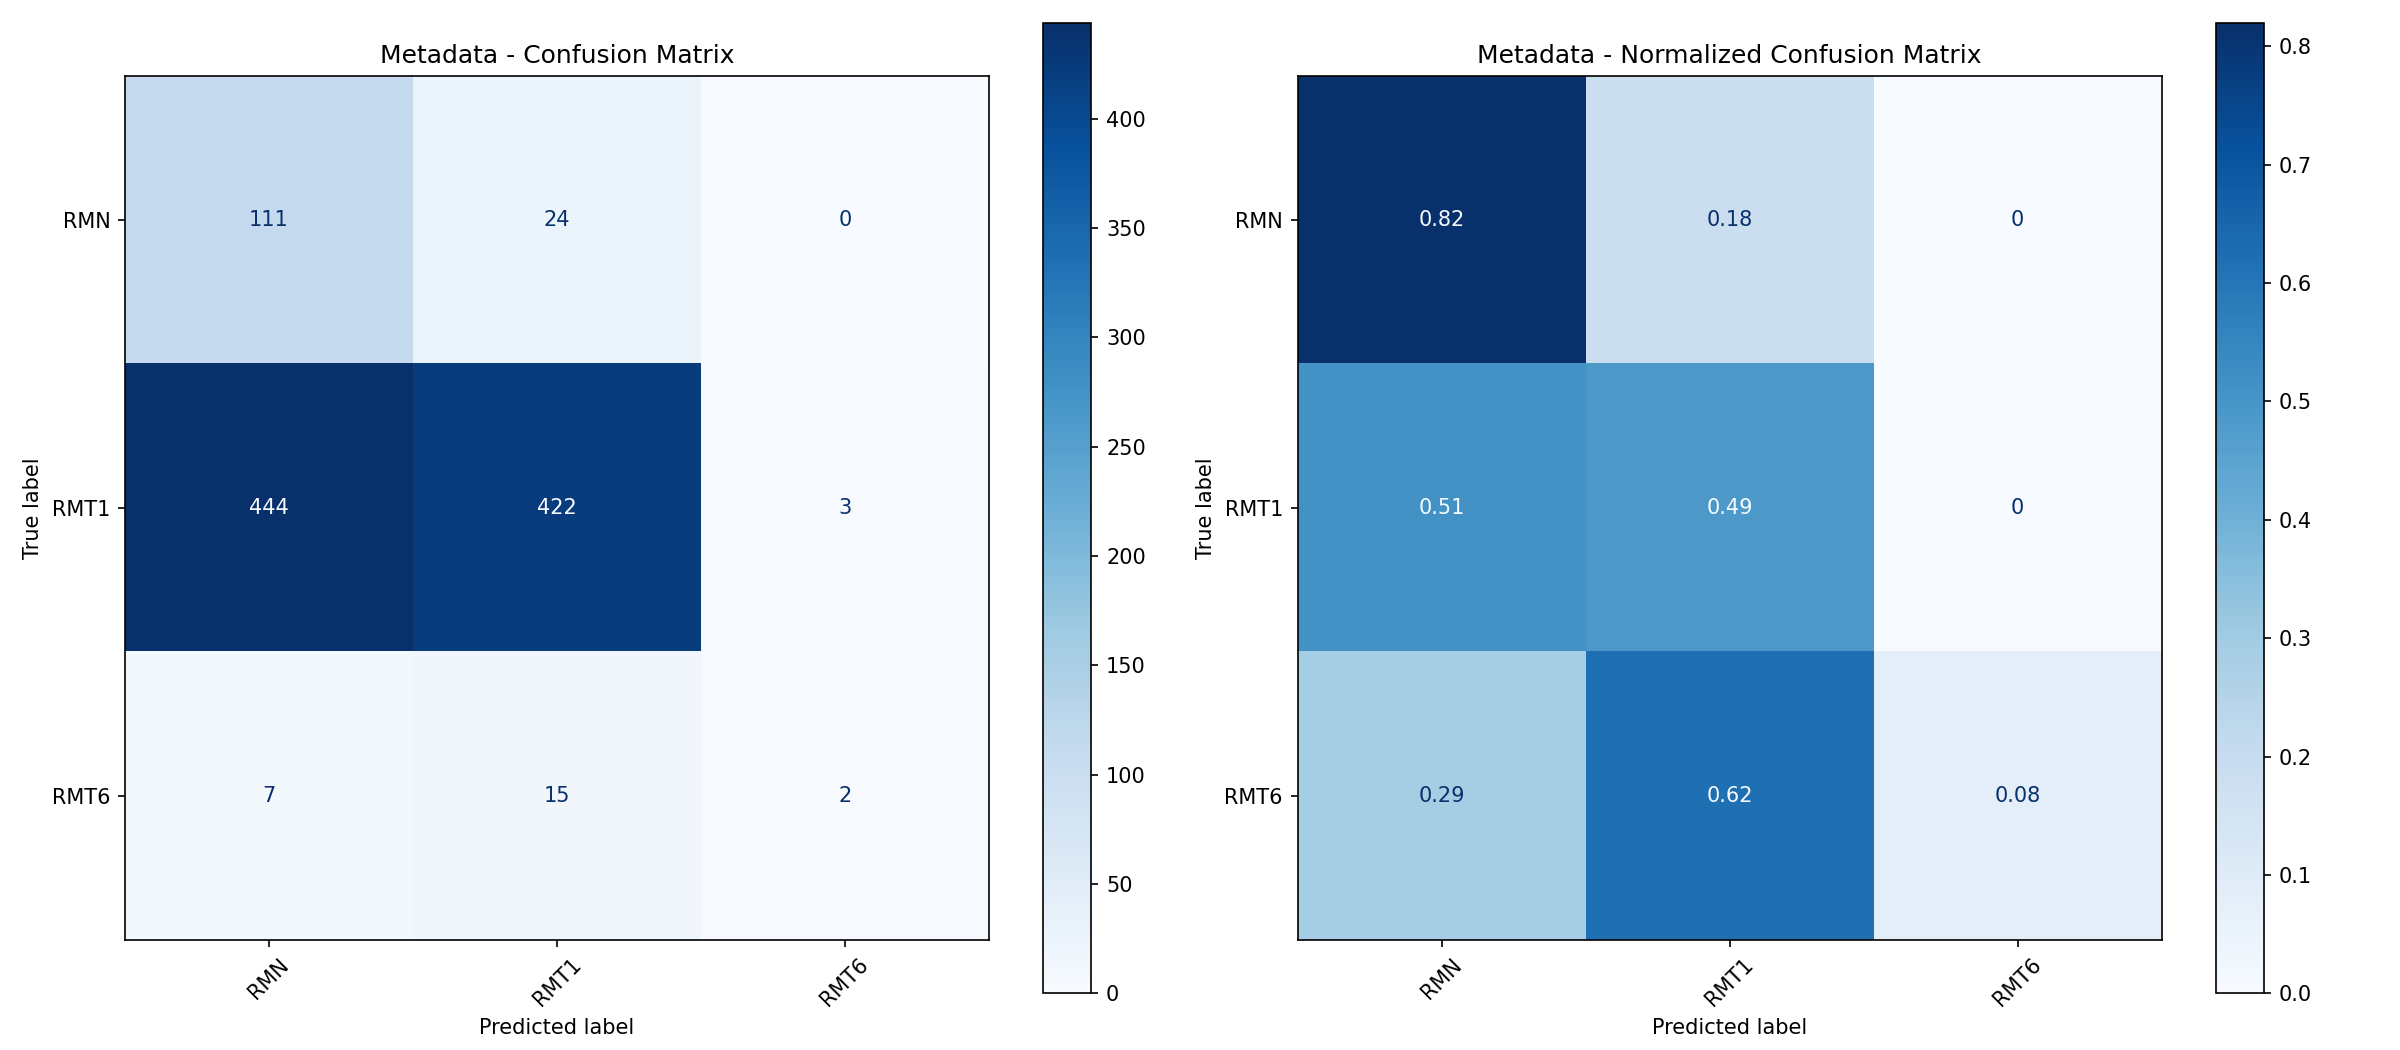 Metadata - Confusion Matrix
RMN 111 24 0
RMT1 444 422 3
RMT6 7 15 2
RMN RMT1 RMT6
Predicted label
True label
400
350
300
250
200
150
100
50
0
Metadata - Normalized Confusion Matrix
RMN 0.82 0.18 0
RMT1 0.51 0.49 0
RMT6 0.29 0.62 0.08
RMN RMT1 RMT6
Predicted label
True label
0.8
0.7
0.6
0.5
0.4
0.3
0.2
0.1
0.0